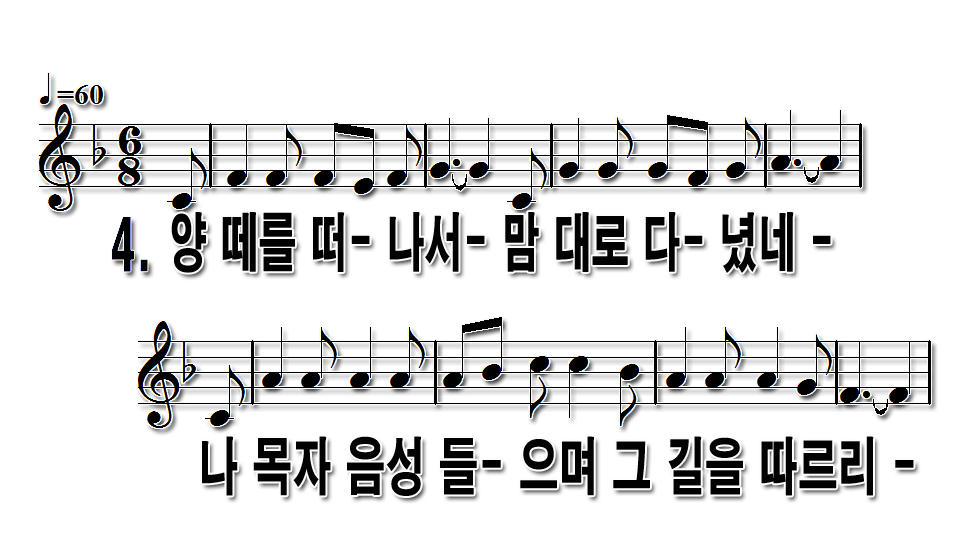 ♩=60
6
8
4. 양 떼를 떠- 나서- 맘 대로 다- 녔네 -
나 목자 음성 들- 으며 그 길을 따르리 -